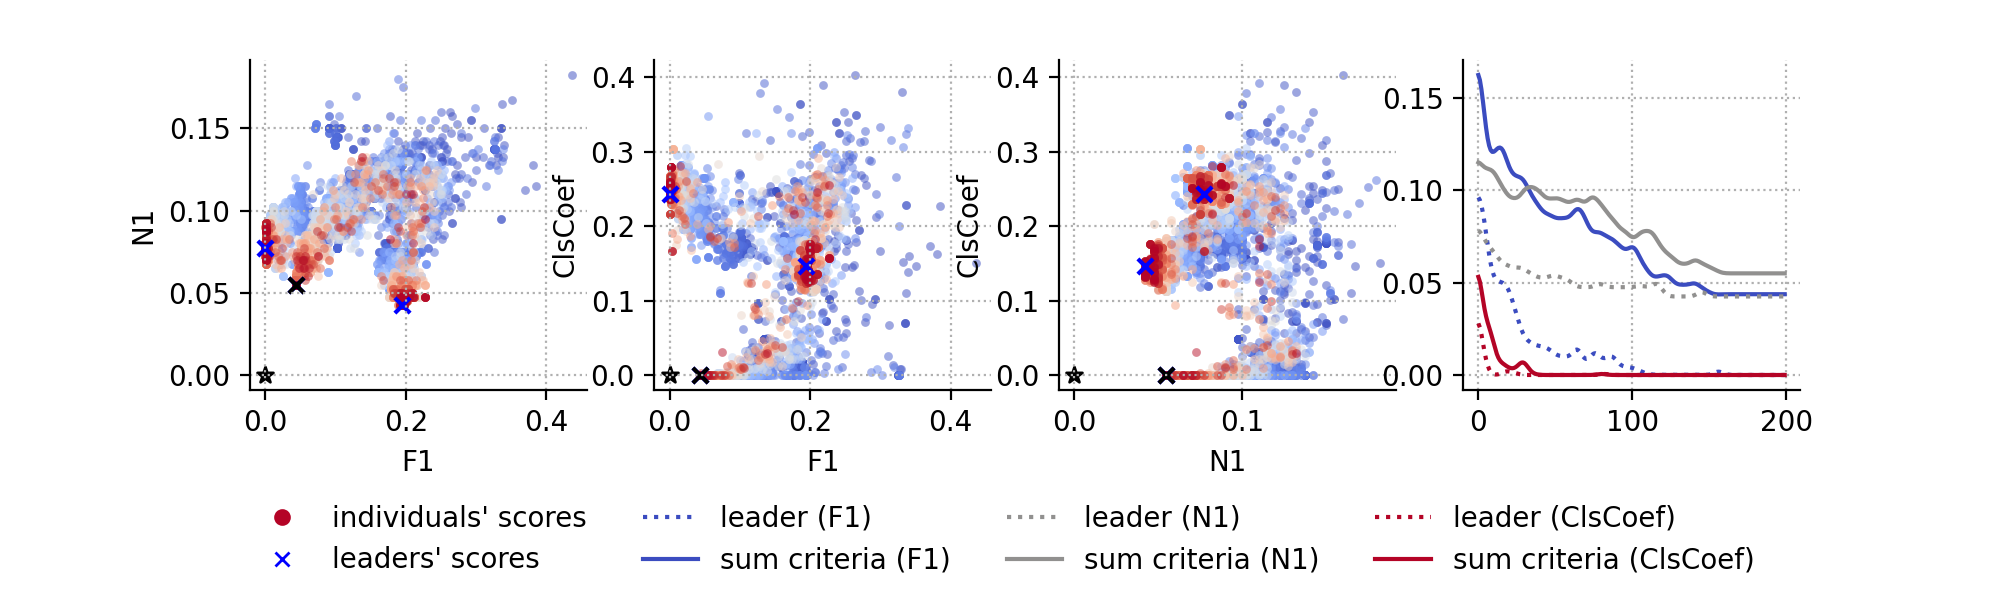 N1
0.15
0.10
0.05
0.00
0.0 0.2 0.4
F1
ClsCoef
0.4
0.3
0.2
0.1
0.0
0.0 0.2 0.4
F1
ClsCoef
0.4
0.3
0.2
0.1
0.0
0.0 0.1
N1
0.15
0.10
0.05
0.00
0 100 200
individuals' scores
leaders' scores
leader (F1)
sum criteria (F1)
leader (N1)
sum criteria (N1)
leader (ClsCoef)
sum criteria (ClsCoef)